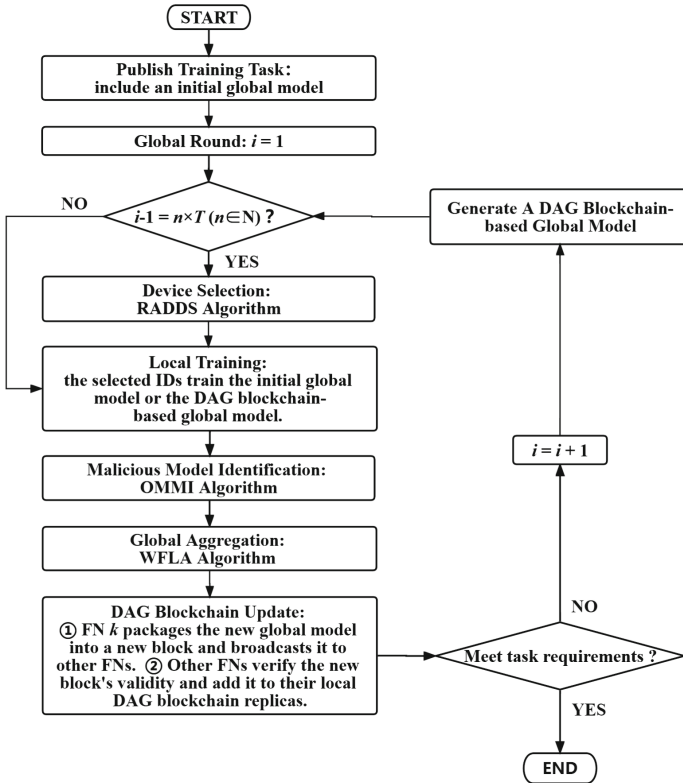 START
Publish Training Task:
include an initial global model
Global Round: i = 1
NO
i-1 = n×T (n∈N) ?
Generate A DAG Blockchain-
based Global Model
YES
Device Selection:
RADDS Algorithm
Local Training:
the selected IDs train the initial global
model or the DAG blockchain-
based global model.
i = i + 1
Malicious Model Identification:
OMMI Algorithm
Global Aggregation:
WFLA Algorithm
NO
DAG Blockchain Update:
① FN k packages the new global model
into a new block and broadcasts it to
other FNs. ② Other FNs verify the new
block's validity and add it to their local
DAG blockchain replicas.
Meet task requirements ?
YES
END